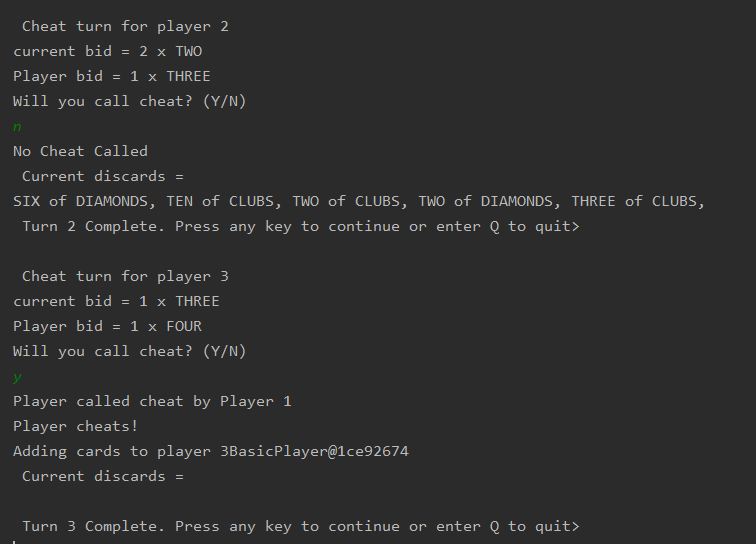 Cheat turn for player 2
current bid = 2 x TWO
Player bid = 1 x THREE
Will you call cheat? (Y/N)
n
No Cheat Called
Current discards =
SIX of DIAMONDS, TEN of CLUBS, TWO of CLUBS, TWO of DIAMONDS, THREE of CLUBS,
Turn 2 Complete. Press any key to continue or enter Q to quit>
Cheat turn for player 3
current bid = 1 x THREE
Player bid = 1 x FOUR
Will you call cheat? (Y/N)
y
Player called cheat by Player 1
Player cheats!
Adding cards to player 3BasicPlayer@1ce92674
Current discards =
Turn 3 Complete. Press any key to continue or enter Q to quit>